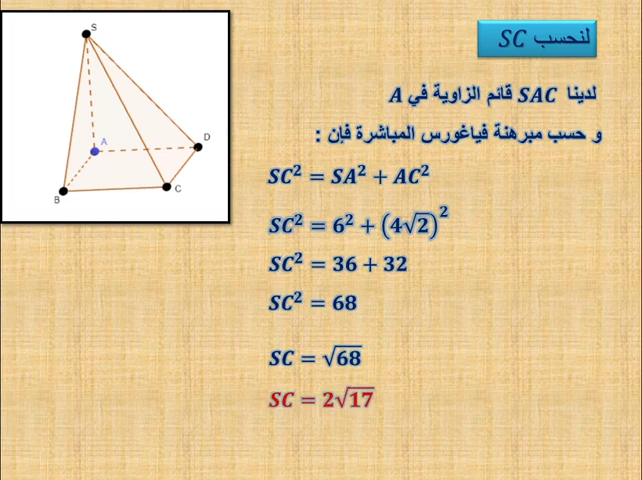 لنحسب SC
لدينا SAC قائم الزاوية في A
و حسب مبرهنة فياغورس المباشرة فإن :
SC² = SA² + AC²
SC² = 6² + (4√2)²
SC² = 36 + 32
SC² = 68
SC = √68
SC = 2√17
S
A
D
B
C